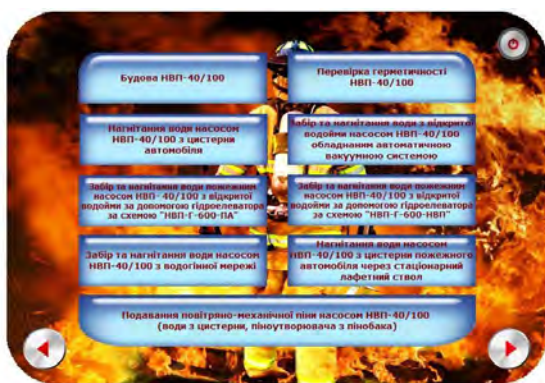 Будова НВП-40/100
Перевірка герметичності
НВП-40/100
Нагнітання води насосом
НВП-40/100 з цистерни
автомобіля
Забір та нагнітання води з відкритої
водойми насосом НВП-40/100
обладнаним автоматичною
вакуумною системою
Забір та нагнітання води пожежним
насосом НВП-40/100 з відкритої
водойми за допомогою гідроелеватора
за схемою "НВП-Г-600-ПА"
Забір та нагнітання води пожежним
насосом НВП-40/100 з відкритої
водойми за допомогою гідроелеватора
за схемою "НВП-Г-600-НВП"
Забір та нагнітання води насосом
НВП-40/100 з водогінної мережі
Нагнітання води насосом
НВП-40/100 з цистерни пожежного
автомобіля через стаціонарний
лафетний ствол
Подавання повітряно-механічної піни насосом НВП-40/100
(води з цистерни, піноутворювача з пінобака)